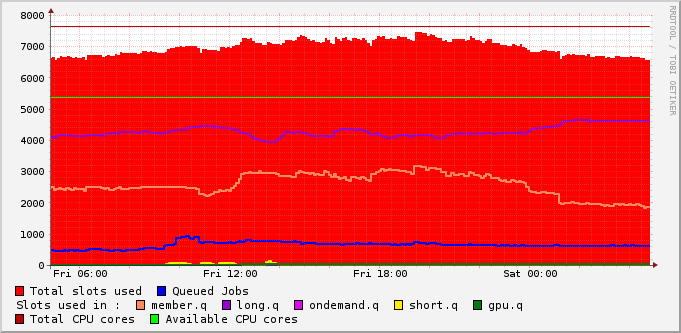 RRDTOOL / TOBI OETIKER
8000
7000
6000
5000
4000
3000
2000
1000
0
Fri 06:00 Fri 12:00 Fri 18:00 Sat 00:00
Total slots used Queued Jobs
Slots used in : member.q long.q ondemand.q short.q gpu.q
Total CPU cores Available CPU cores